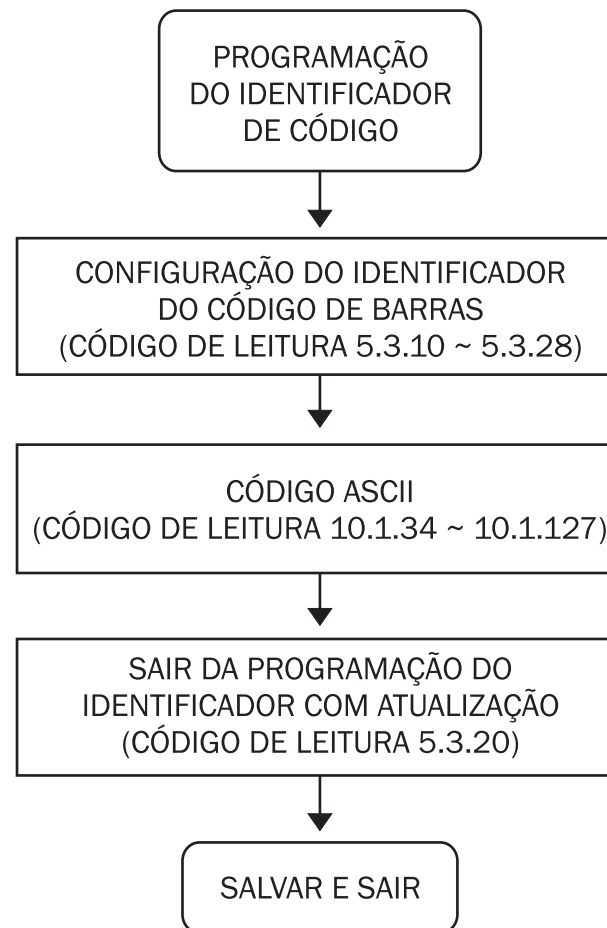 PROGRAMAÇÃO
DO IDENTIFICADOR
DE CÓDIGO
CONFIGURAÇÃO DO IDENTIFICADOR
DO CÓDIGO DE BARRAS
(CÓDIGO DE LEITURA 5.3.10 ~ 5.3.28)
CÓDIGO ASCII
(CÓDIGO DE LEITURA 10.1.34 ~ 10.1.127)
SAIR DA PROGRAMAÇÃO DO
IDENTIFICADOR COM ATUALIZAÇÃO
(CÓDIGO DE LEITURA 5.3.20)
SALVAR E SAIR